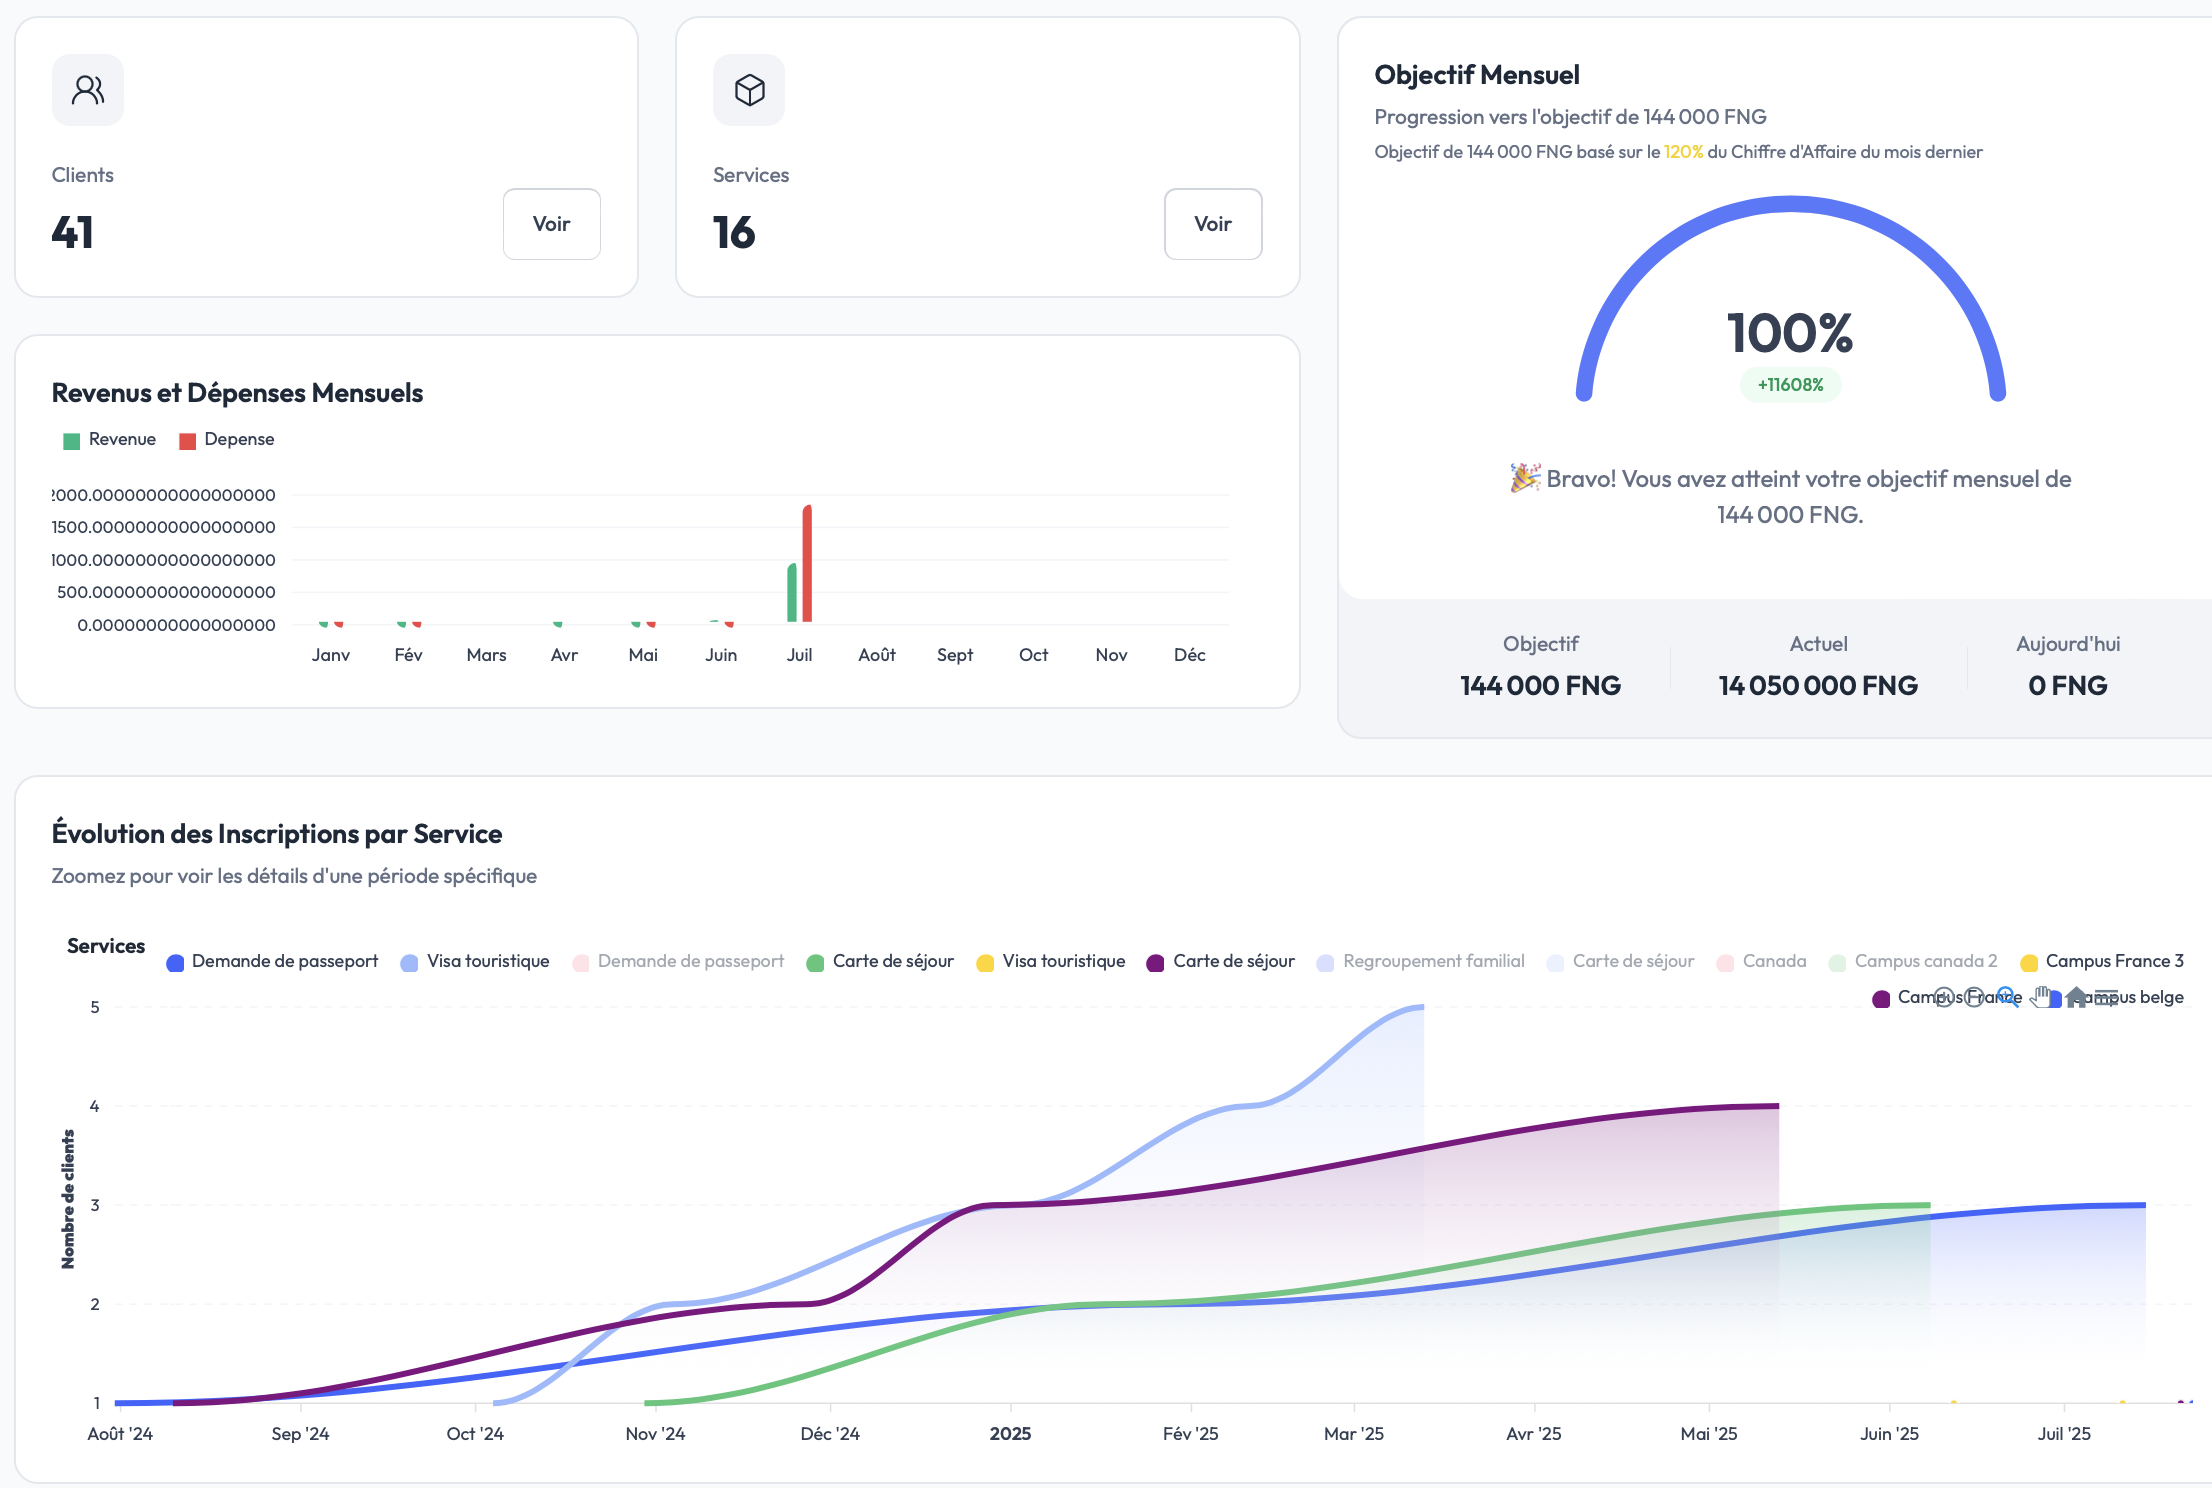 Clients
41
Voir
Services
16
Voir
Objectif Mensuel
Progression vers l'objectif de 144 000 FNG
Objectif de 144 000 FNG basé sur le 120% du Chiffre d'Affaire du mois dernier
100%
+11608%
Bravo! Vous avez atteint votre objectif mensuel de
144 000 FNG.
Objectif
144 000 FNG
Actuel
14 050 000 FNG
Aujourd'hui
0 FNG
Revenus et Dépenses Mensuels
Revenue Depense
2000.00000000000000000
1500.00000000000000000
1000.00000000000000000
500.00000000000000000
0.00000000000000000
Janv Fév Mars Avr Mai Juin Juil Août Sept Oct Nov Déc
Évolution des Inscriptions par Service
Zoomez pour voir les détails d'une période spécifique
Services
Demande de passeport Visa touristique Demande de passeport Carte de séjour Visa touristique Carte de séjour Regroupement familial Carte de séjour Canada Campus canada 2 Campus France 3
Campus France Campus belge
5
4
3
2
1
Nombre de clients
Août '24 Sep '24 Oct '24 Nov '24 Déc '24 2025 Fév '25 Mar '25 Avr '25 Mai '25 Juin '25 Juil '25